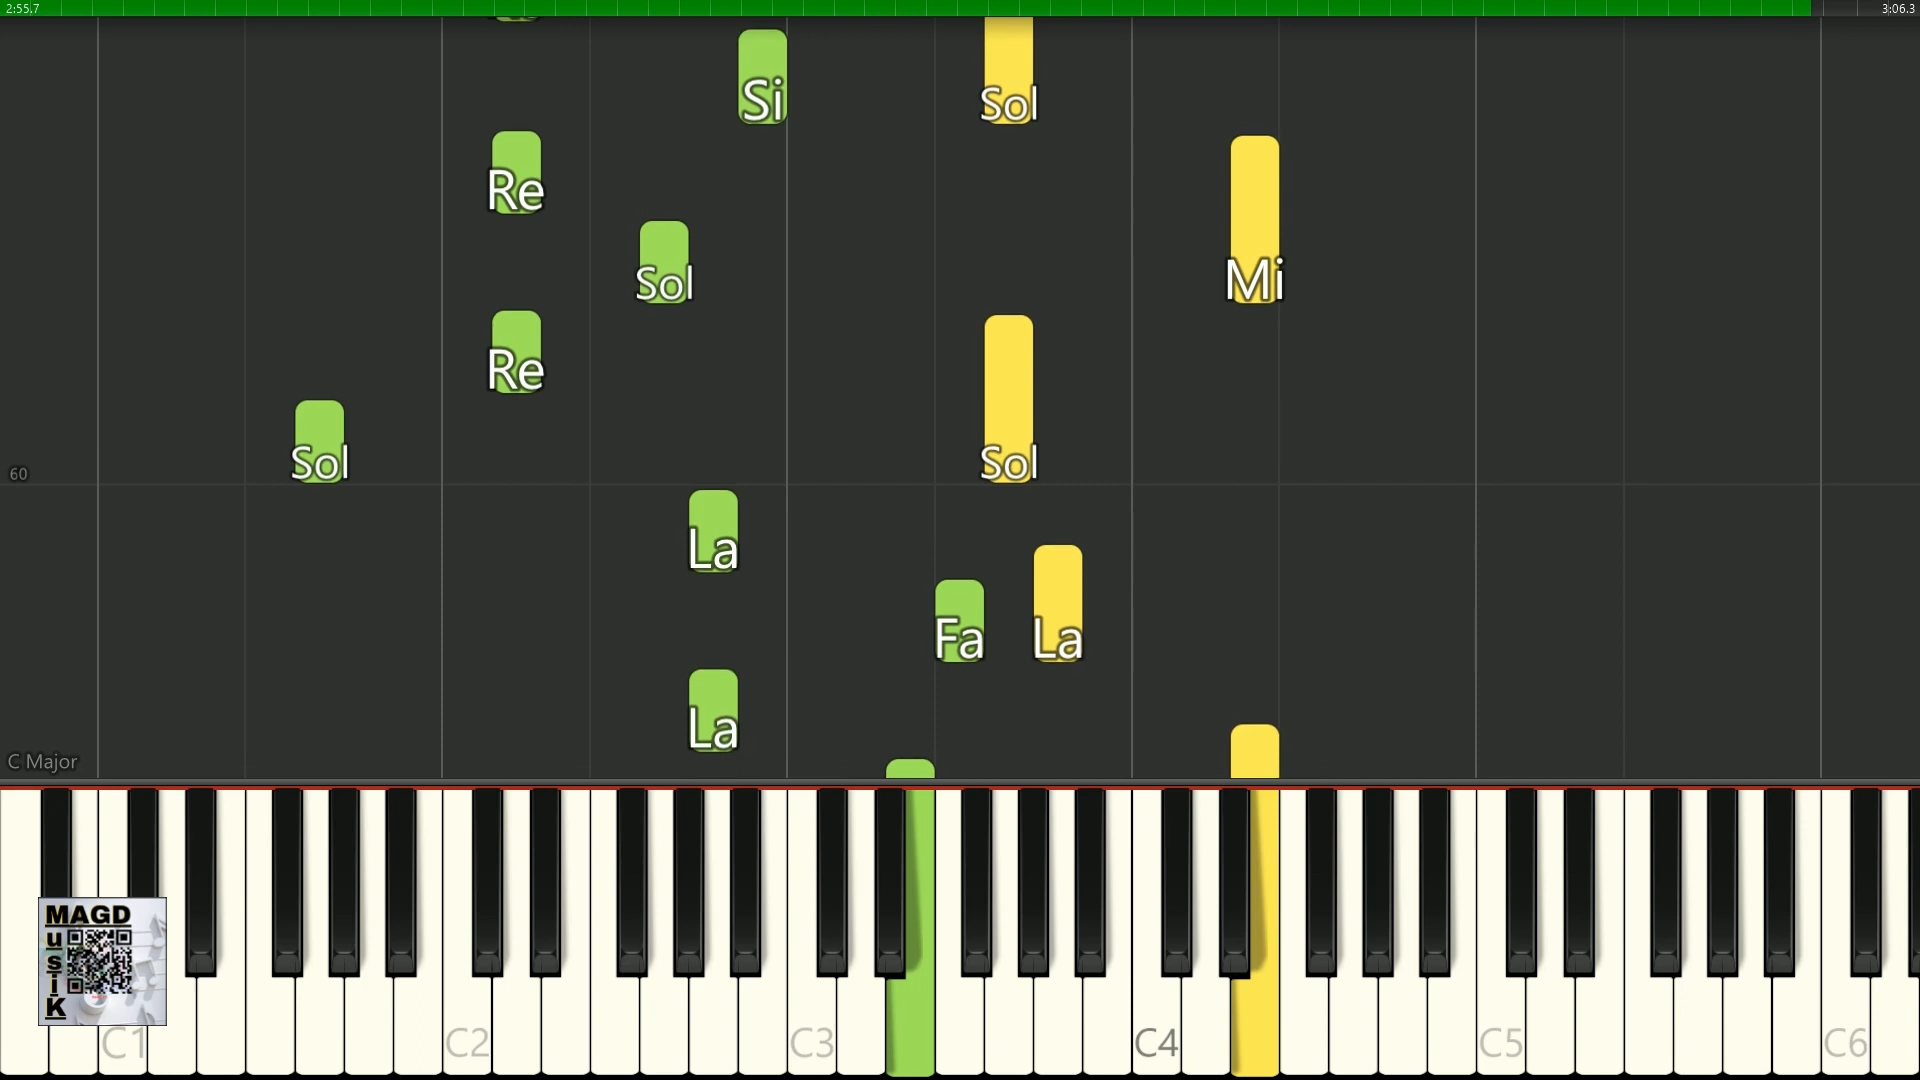 2:55.7
3:06.3
Si
Sol
Re
Sol
Mi
Re
Sol
Sol
60
La
Fa
La
La
C Major
MAGD
usiK
C1
C2
C3
C4
C5
C6